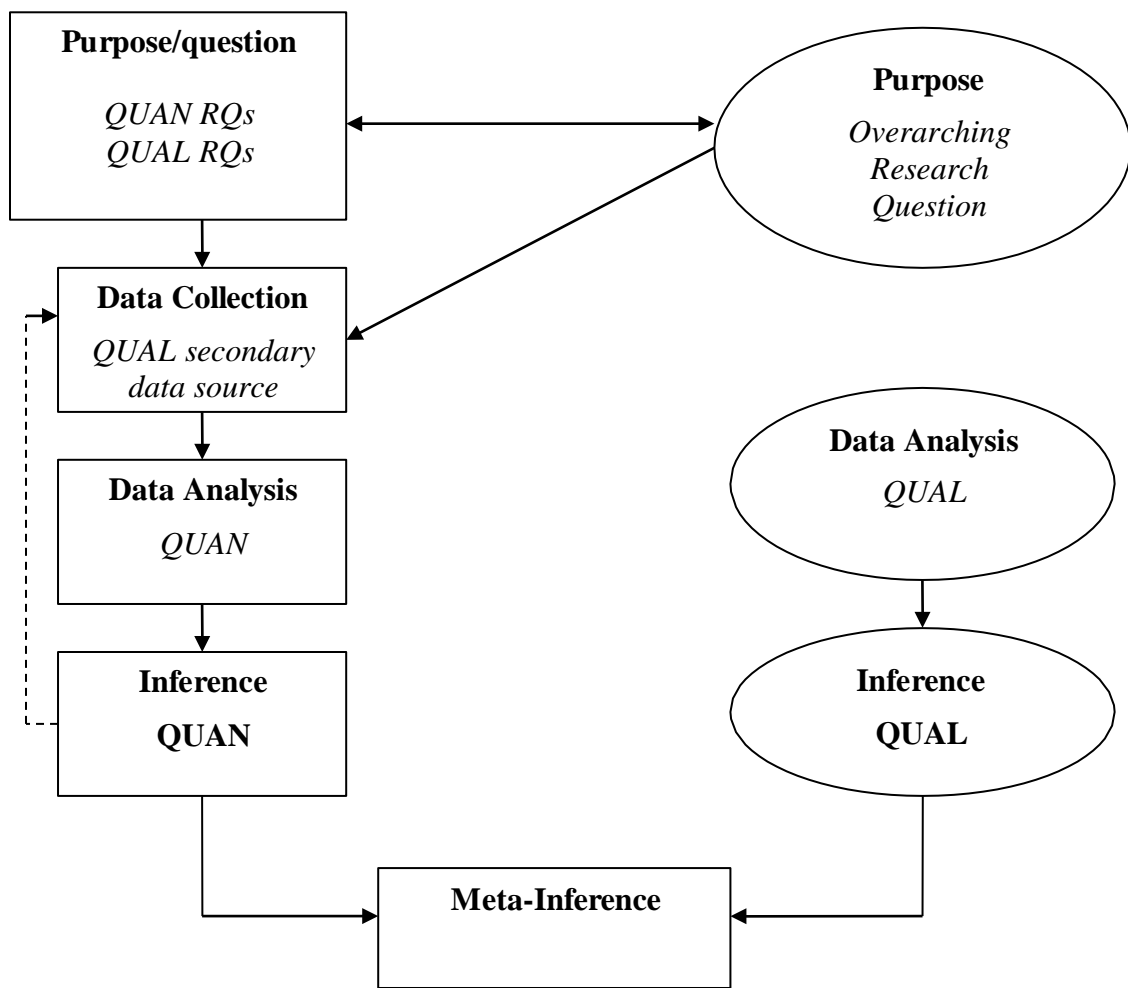 Purpose/question
QUAN RQs
QUAL RQs
Purpose
Overarching
Research
Question
Data Collection
QUAL secondary
data source
Data Analysis
QUAN
Data Analysis
QUAL
Inference
QUAN
Inference
QUAL
Meta-Inference